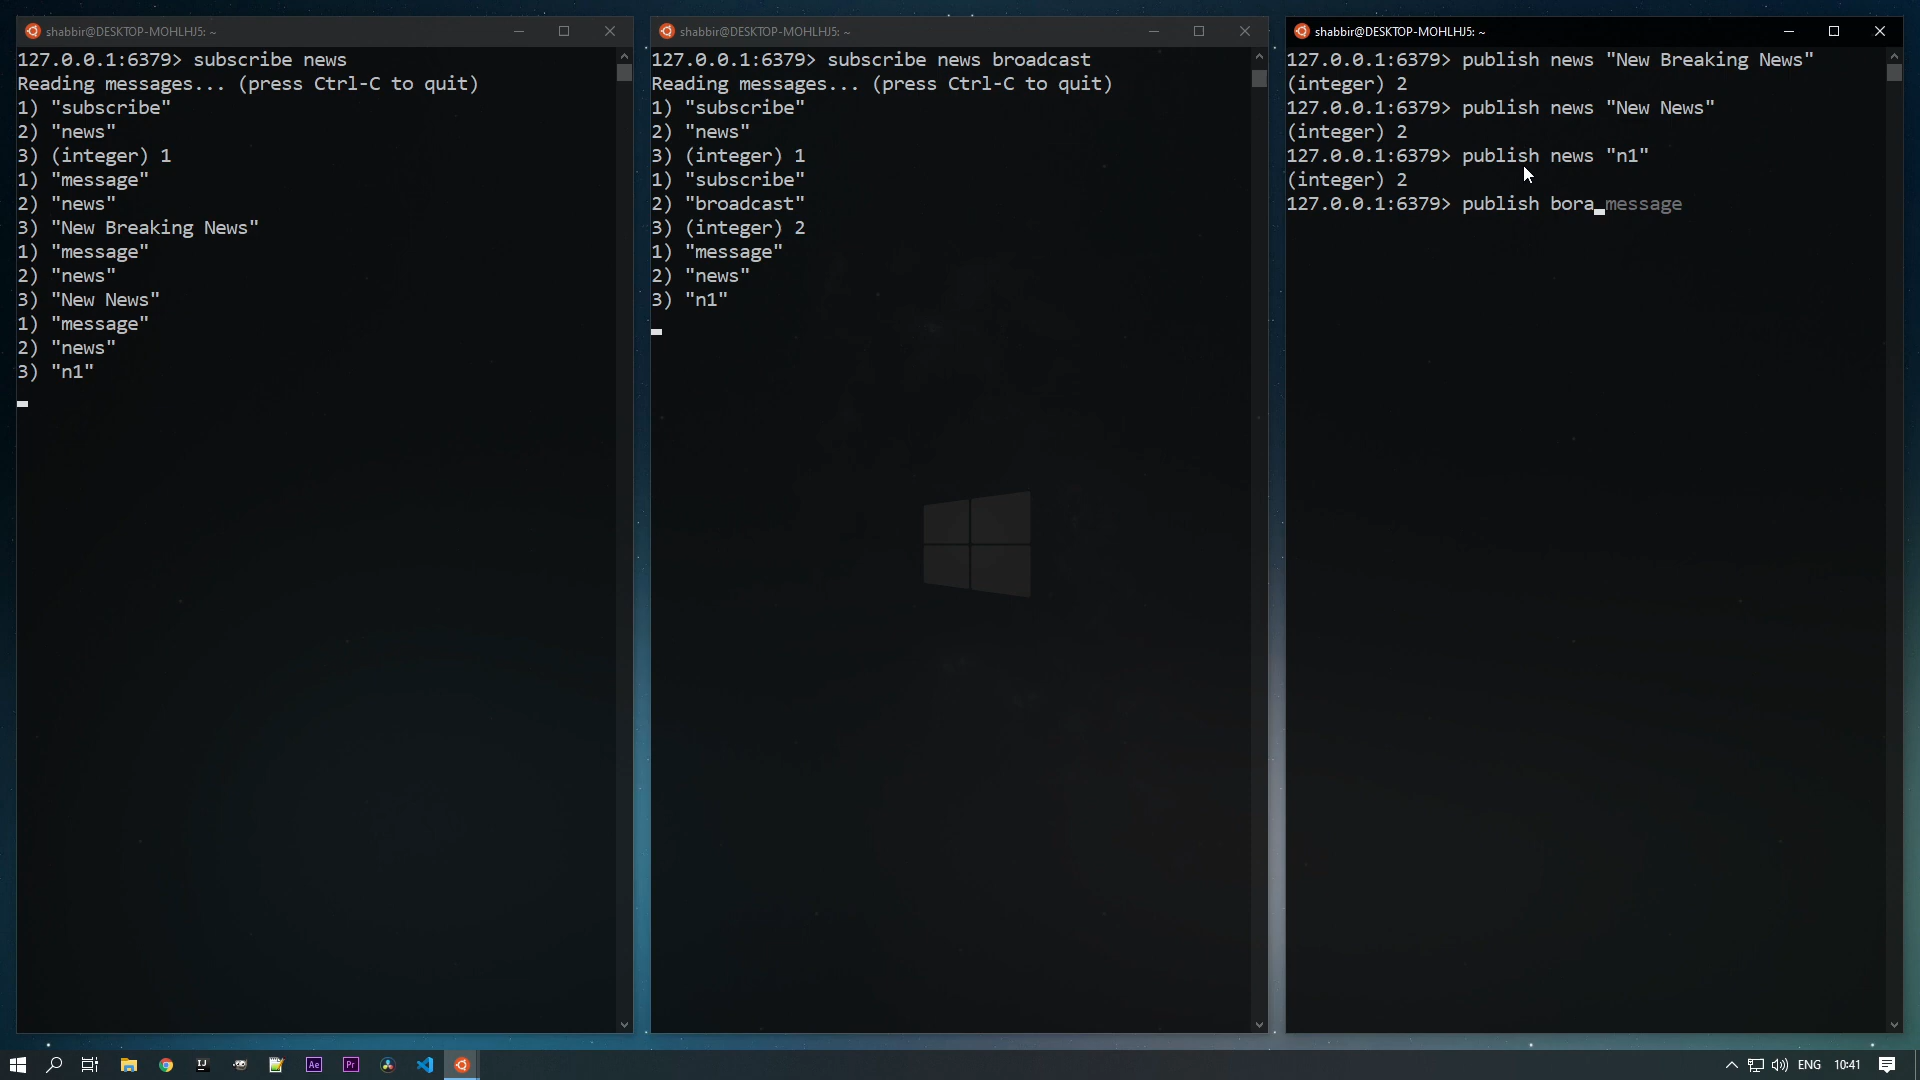 shabbir@DESKTOP-MOHLHJ5: ~
127.0.0.1:6379> subscribe news
Reading messages... (press Ctrl-C to quit)
1) "subscribe"
2) "news"
3) (integer) 1
1) "message"
2) "news"
3) "New Breaking News"
1) "message"
2) "news"
3) "New News"
1) "message"
2) "news"
3) "n1"
shabbir@DESKTOP-MOHLHJ5: ~
127.0.0.1:6379> subscribe news broadcast
Reading messages... (press Ctrl-C to quit)
1) "subscribe"
2) "news"
3) (integer) 1
1) "subscribe"
2) "broadcast"
3) (integer) 2
1) "message"
2) "news"
3) "n1"
shabbir@DESKTOP-MOHLHJ5: ~
127.0.0.1:6379> publish news "New Breaking News"
(integer) 2
127.0.0.1:6379> publish news "New News"
(integer) 2
127.0.0.1:6379> publish news "n1"
(integer) 2
127.0.0.1:6379> publish bora message
IJ
Ae
Pr
ENG
10:41